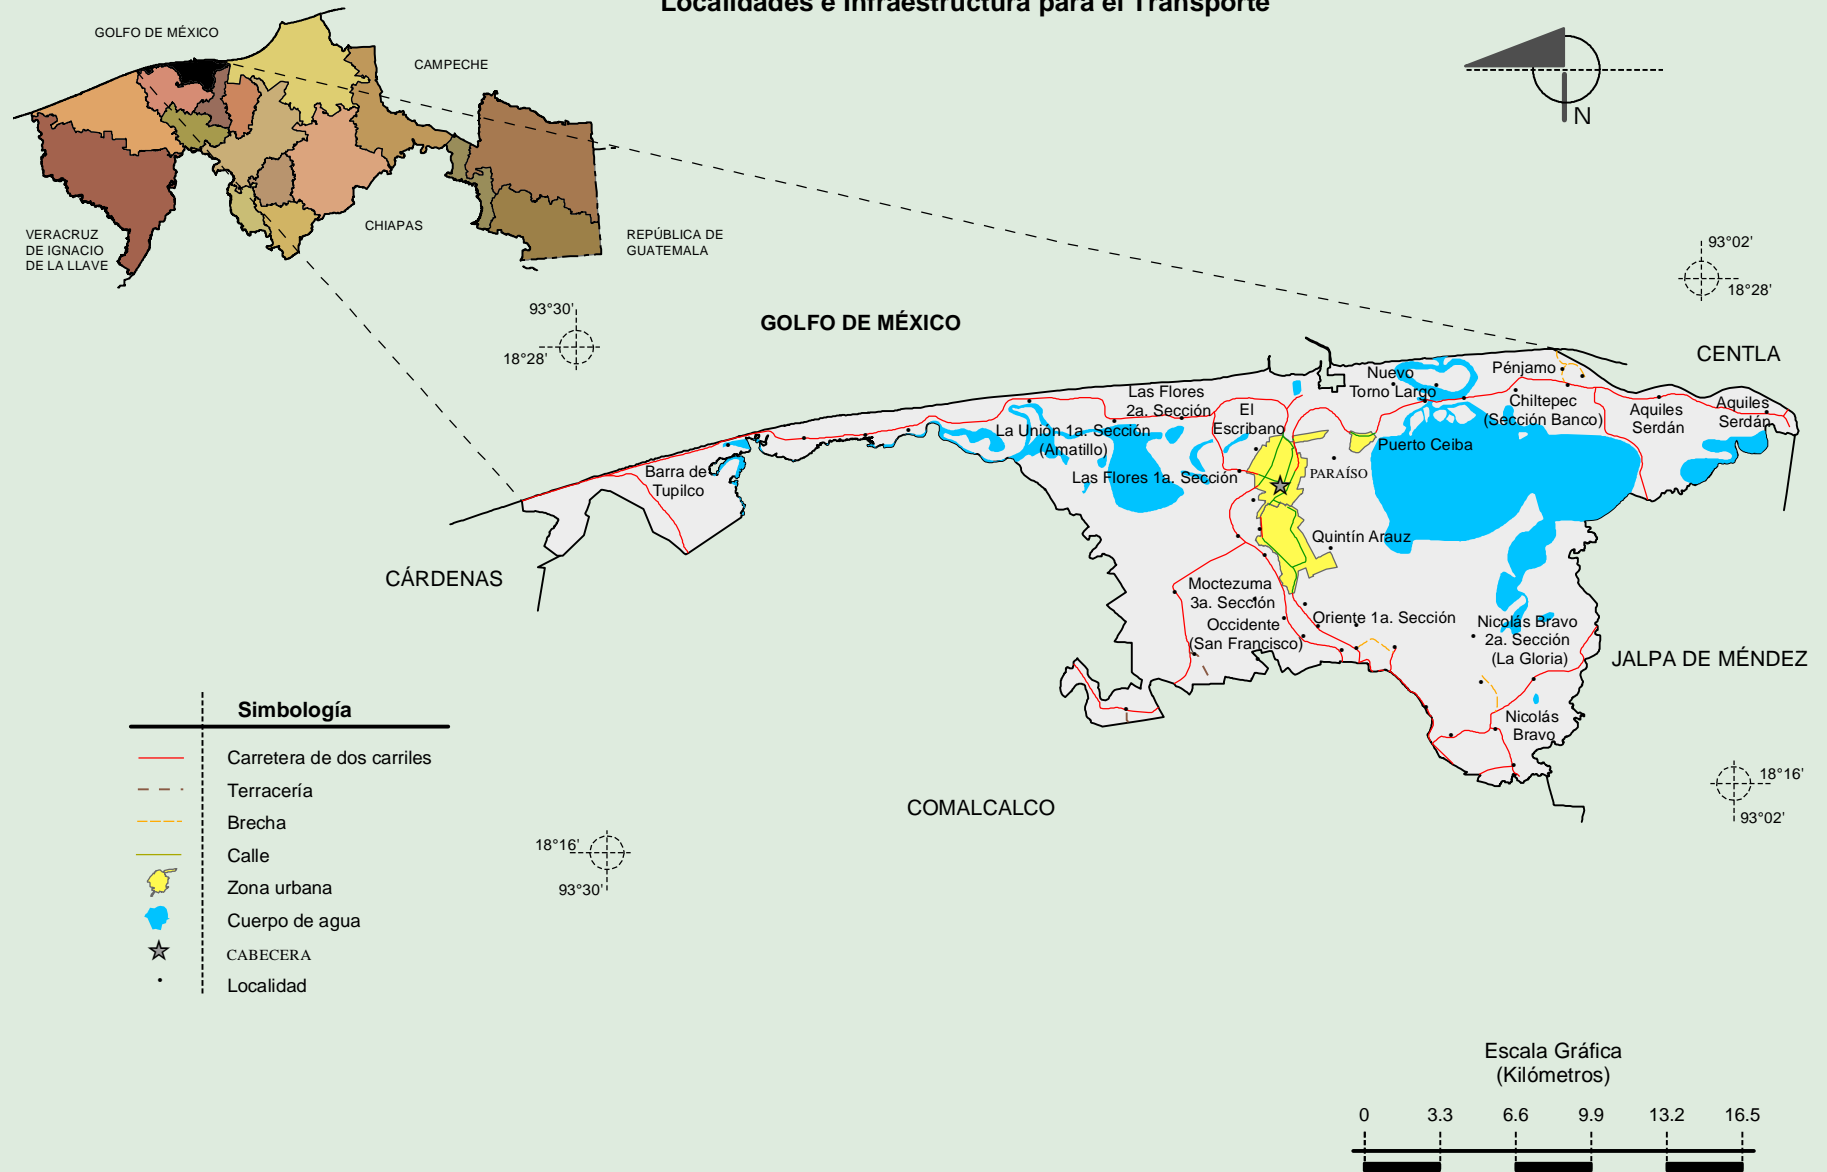 Localidades e Infraestructura para el Transporte
GOLFO DE MÉXICO
CAMPECHE
N
VERACRUZ
DE IGNACIO
DE LA LLAVE
CHIAPAS
REPÚBLICA DE
GUATEMALA
93°02'
18°28'
93°30'
18°28'
GOLFO DE MÉXICO
CENTLA
Pénjamo
Nuevo
Torno Largo
Las Flores
2a. Sección
El
Escribano
Chiltepec
(Sección Banco)
Aquiles
Serdán
Aquiles
Serdán
La Unión 1a. Sección
(Amatillo)
Puerto Ceiba
Barra de
Tupilco
Las Flores 1a. Sección
PARAÍSO
Quintín Arauz
CÁRDENAS
Moctezuma
3a. Sección
Occidente
(San Francisco)
Oriente 1a. Sección
Nicolás Bravo
2a. Sección
(La Gloria)
JALPA DE MÉNDEZ
Nicolás
Bravo
Simbología
Carretera de dos carriles
Terracería
Brecha
Calle
Zona urbana
Cuerpo de agua
CABECERA
Localidad
COMALCALCO
18°16'
93°02'
18°16'
93°30'
Escala Gráfica
(Kilómetros)
0 3.3 6.6 9.9 13.2 16.5